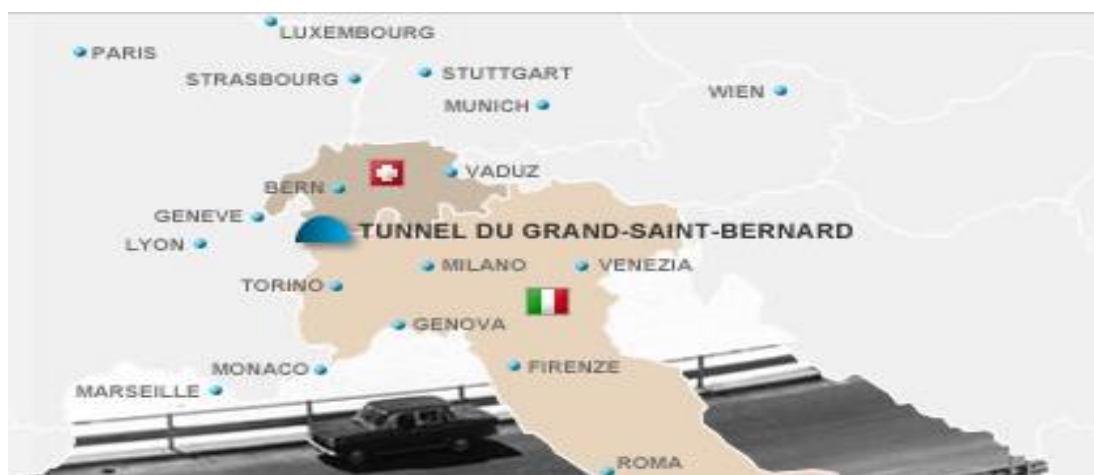 LUXEMBOURG
PARIS
STRASBOURG
STUTTGART
MUNICH
WIEN
VADUZ
BERN
GENEVE
TUNNEL DU GRAND-SAINT-BERNARD
LYON
MILANO
VENEZIA
TORINO
GENOVA
MONACO
FIRENZE
MARSEILLE
ROMA